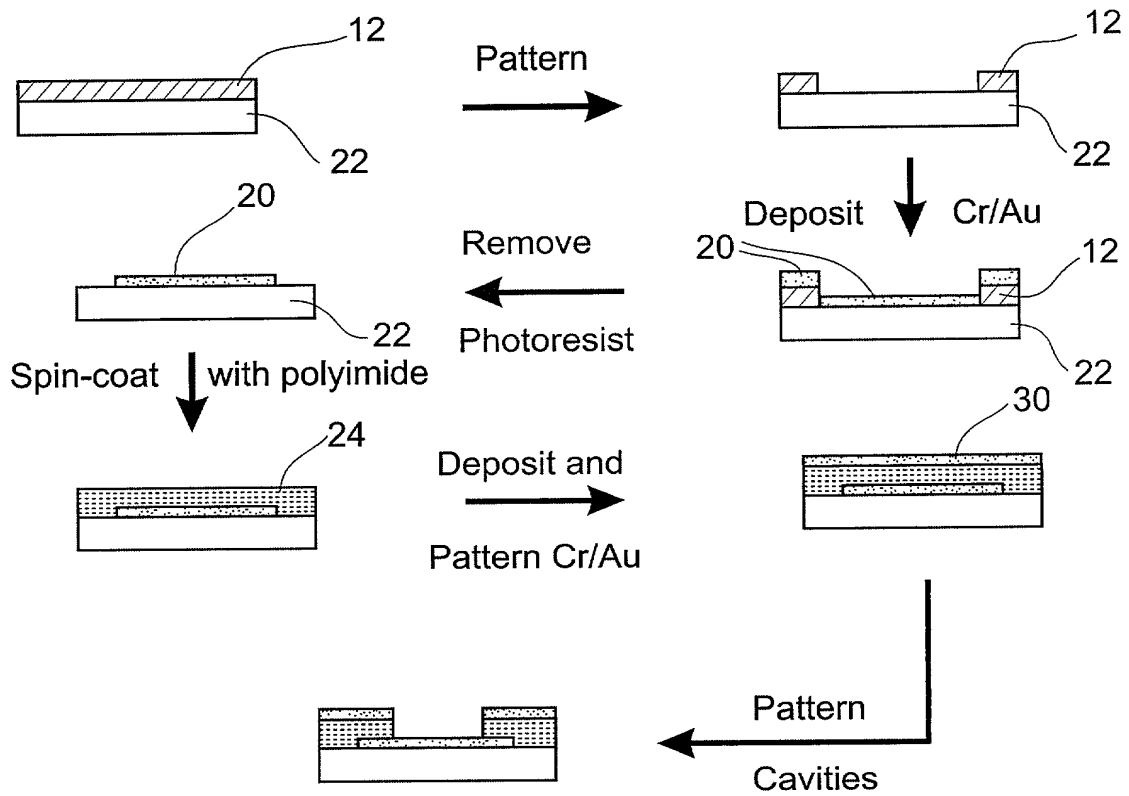 12
Pattern
12
22
22
Deposit Cr/Au
20
Remove
20
12
22
Photoresist
22
Spin-coat with polyimide
30
24
Deposit and
Pattern Cr/Au
Pattern
Cavities